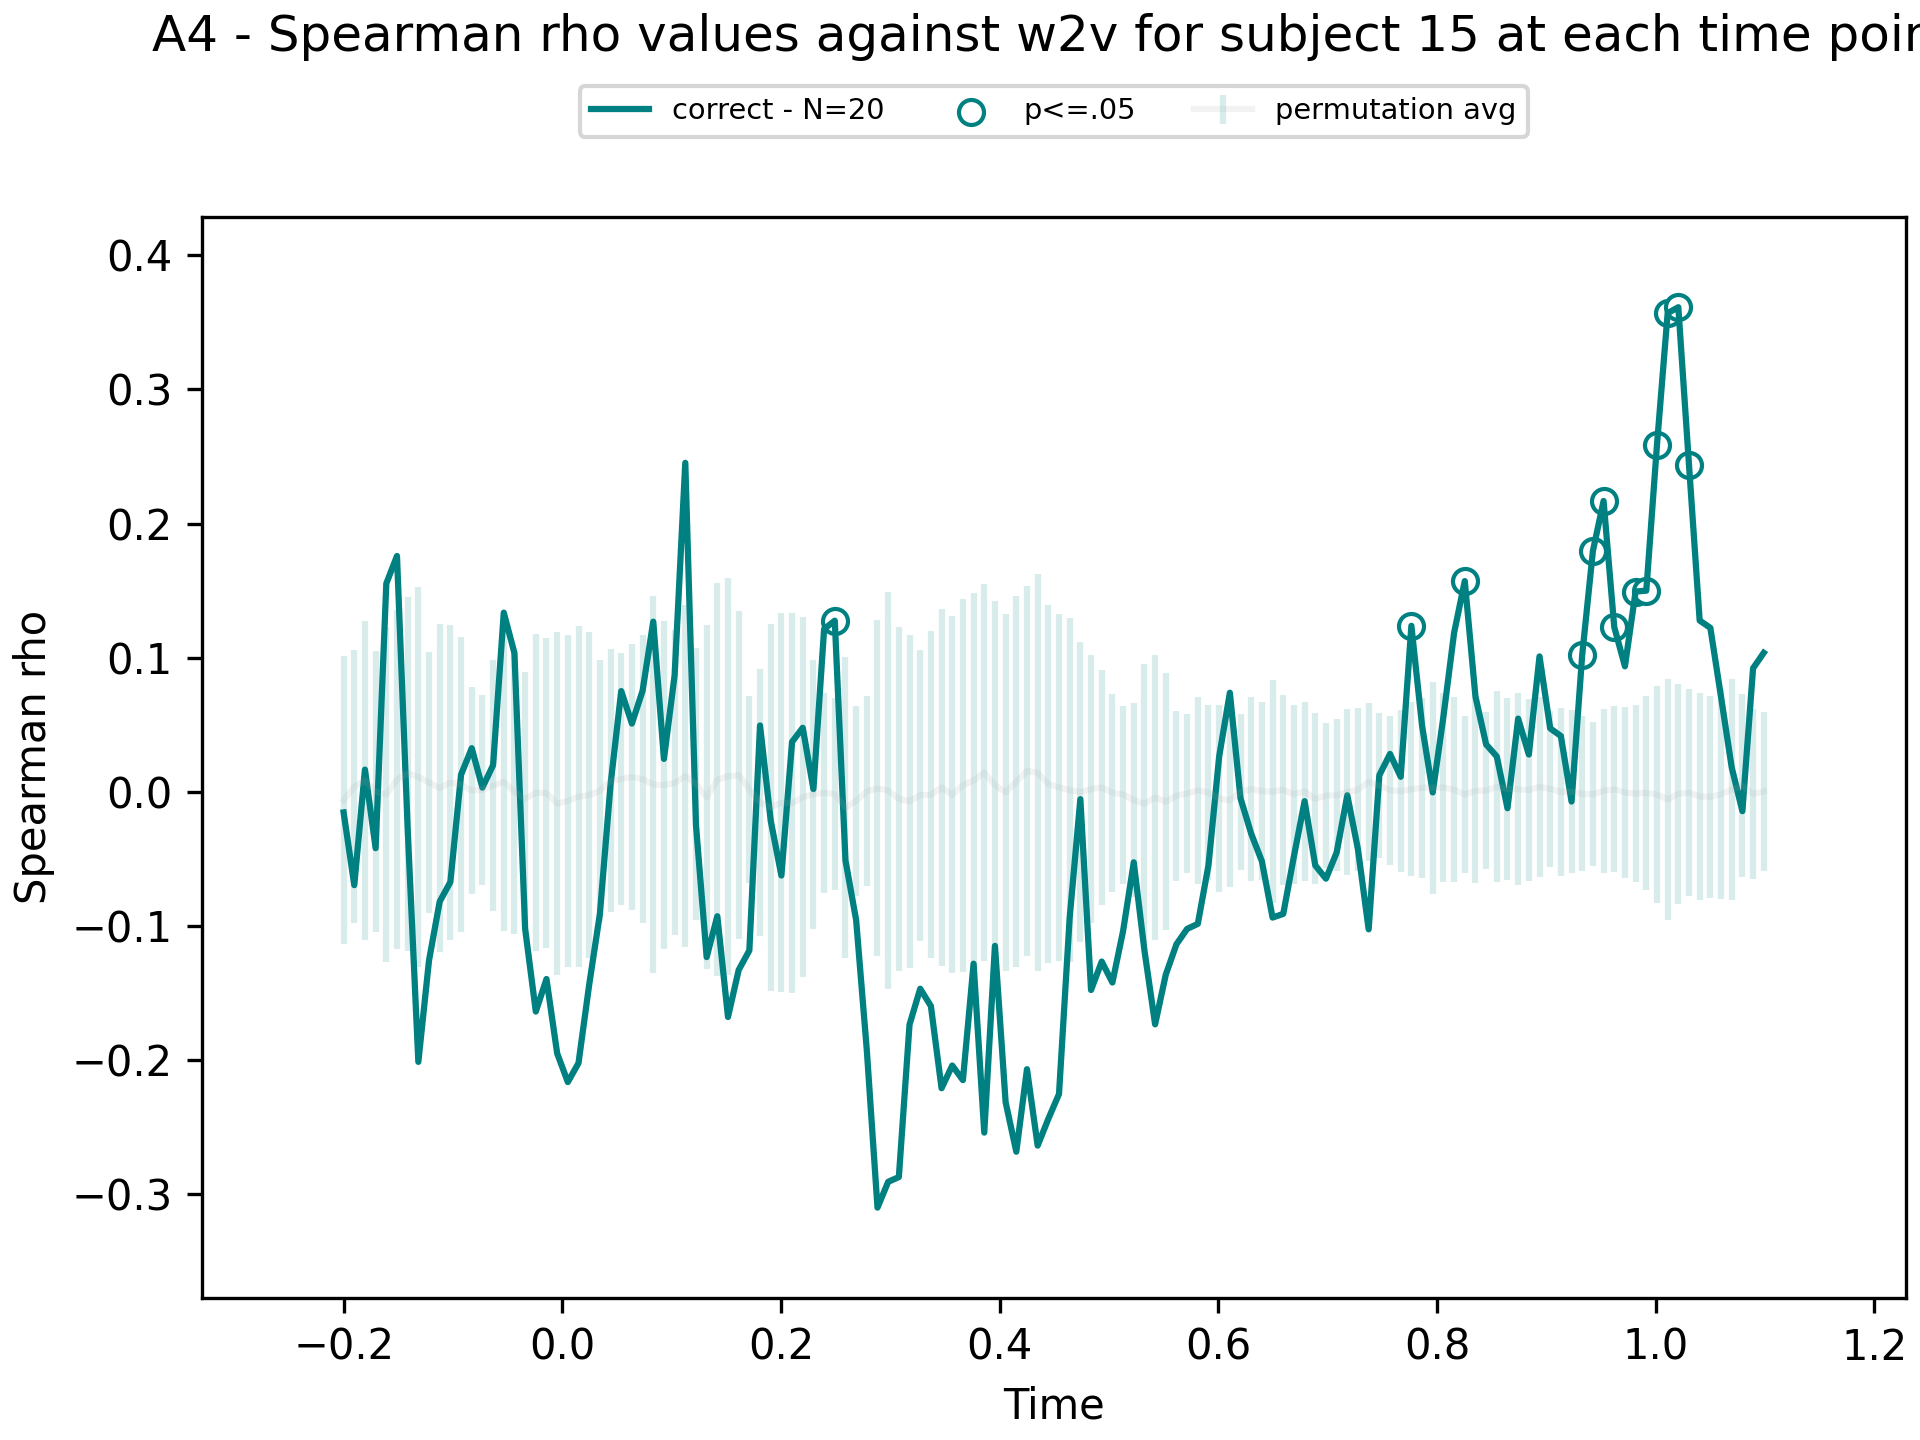 A4 - Spearman rho values against w2v for subject 15 at each time poin
correct - N=20 p<=.05 permutation avg
0.4
0.3
0.2
0.1
0.0
−0.1
−0.2
−0.3
Spearman rho
−0.2 0.0 0.2 0.4 0.6 0.8 1.0 1.2
Time